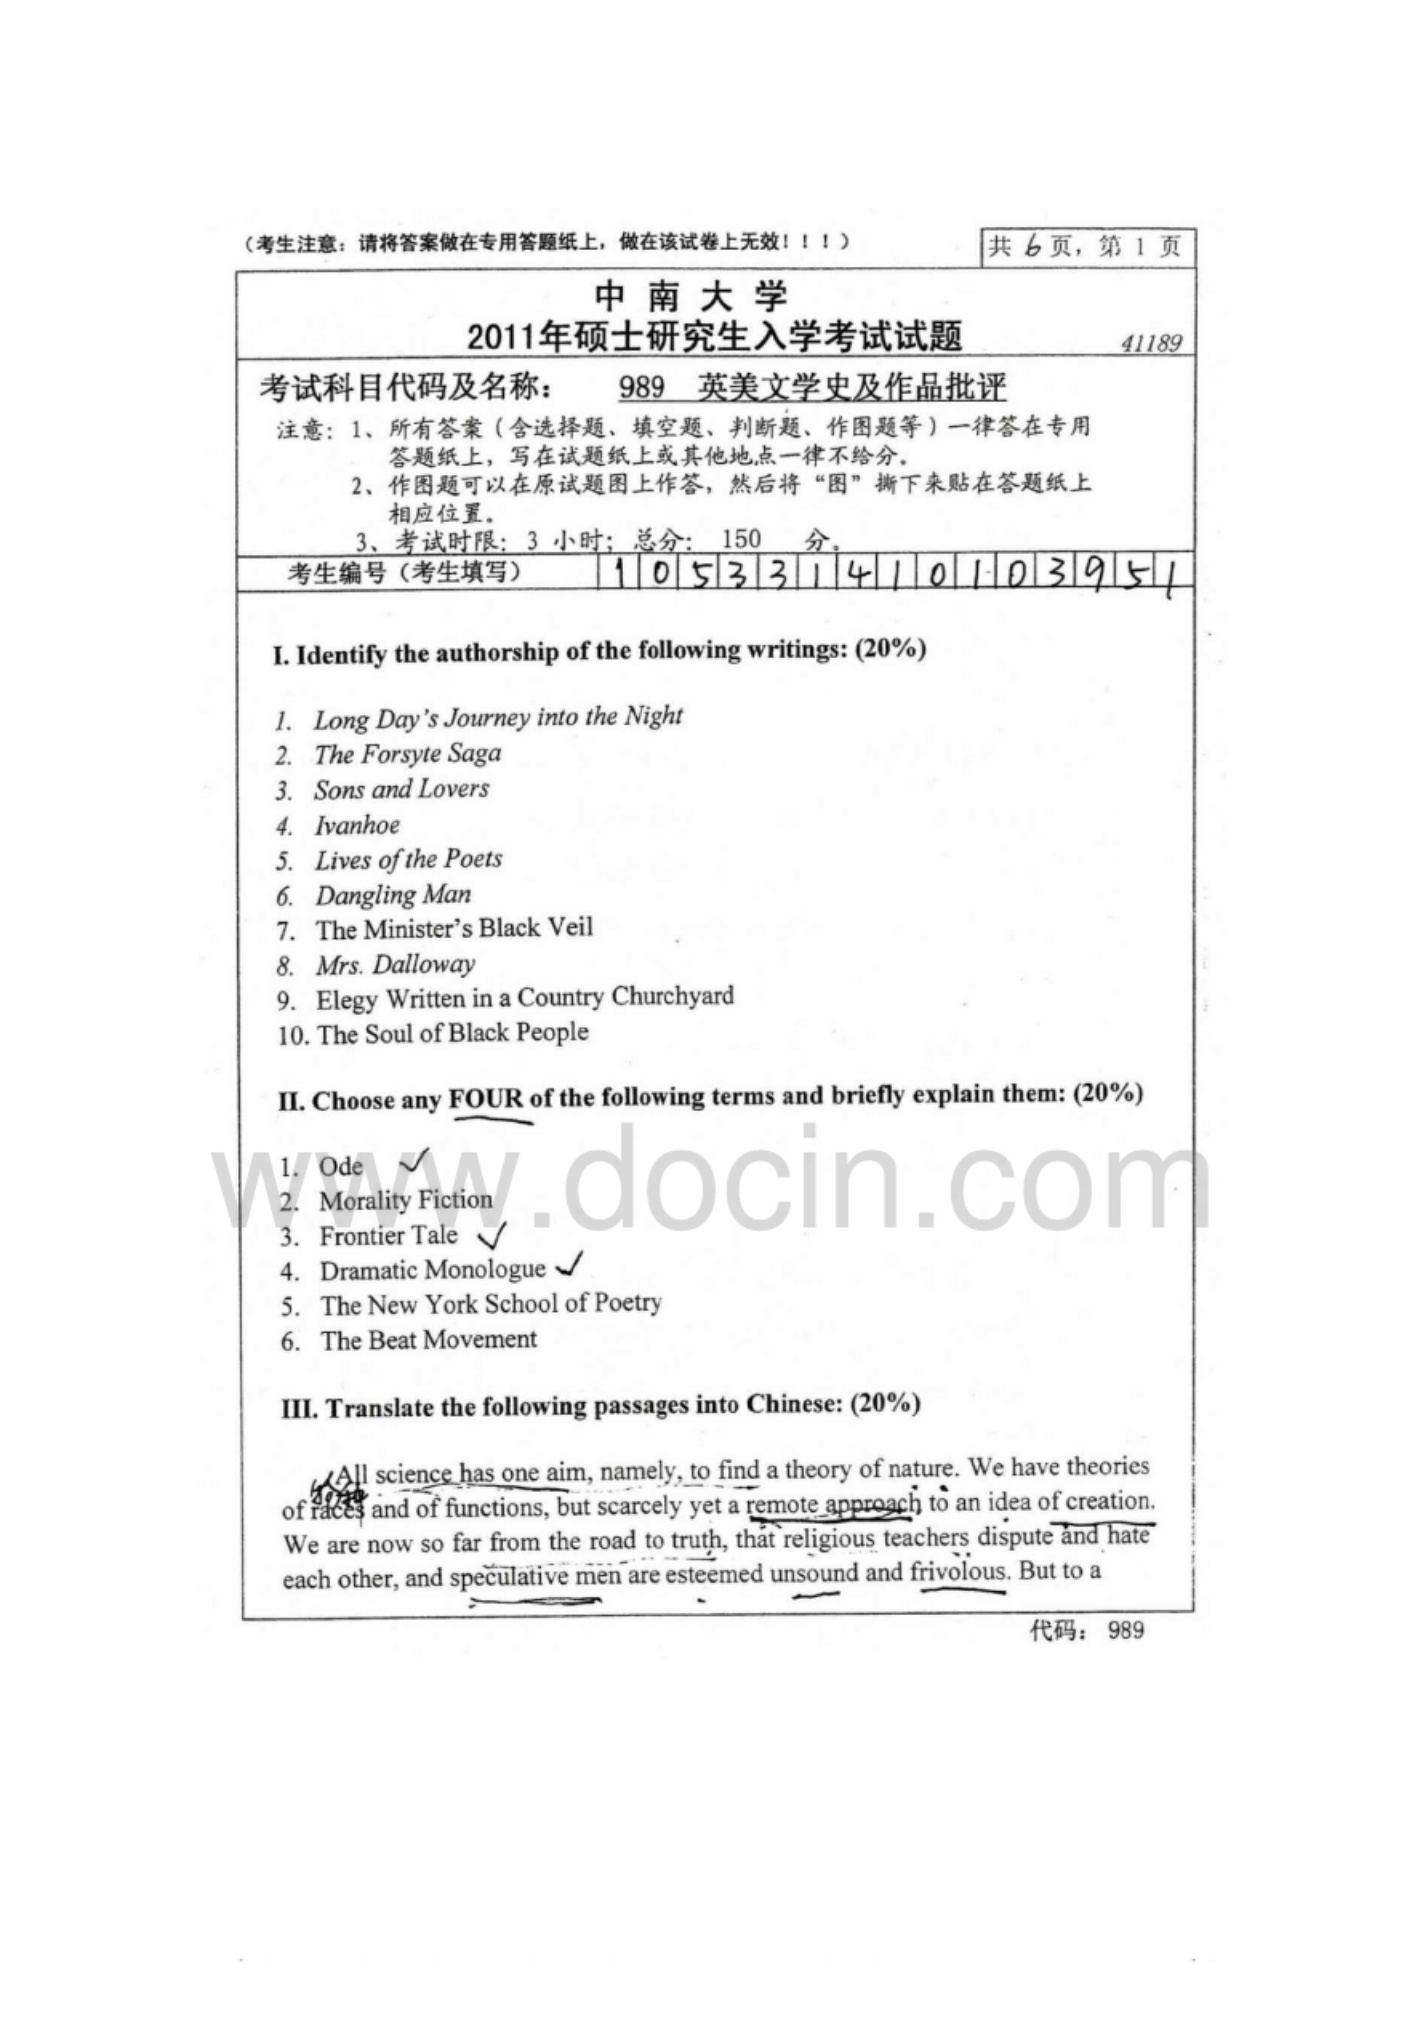 （考生注意：请将答案做在专用答题纸上，做在该试卷上无效！！！）
共 6 页，第 1 页
中 南 大 学
2011年硕士研究生入学考试试题
41189
考试科目代码及名称： 989 英美文学史及作品批评
注意：1、所有答案（含选择题、填空题、判断题、作图题等）一律答在专用
答题纸上，写在试题纸上或其他地点一律不给分。
2、作图题可以在原试题图上作答，然后将“图”撕下来贴在答题纸上
相应位置。
3、考试时限：3 小时；总分： 150 分。
考生编号（考生填写） 105331410103951
I. Identify the authorship of the following writings: (20%)
1. Long Day's Journey into the Night
2. The Forsyte Saga
3. Sons and Lovers
4. Ivanhoe
5. Lives of the Poets
6. Dangling Man
7. The Minister's Black Veil
8. Mrs. Dalloway
9. Elegy Written in a Country Churchyard
10. The Soul of Black People
II. Choose any FOUR of the following terms and briefly explain them: (20%)
www.docin.com
1. Ode
2. Morality Fiction
3. Frontier Tale
4. Dramatic Monologue
5. The New York School of Poetry
6. The Beat Movement
III. Translate the following passages into Chinese: (20%)
All science has one aim, namely, to find a theory of nature. We have theories
of races and of functions, but scarcely yet a remote approach to an idea of creation.
We are now so far from the road to truth, that religious teachers dispute and hate
each other, and speculative men are esteemed unsound and frivolous. But to a
代码： 989